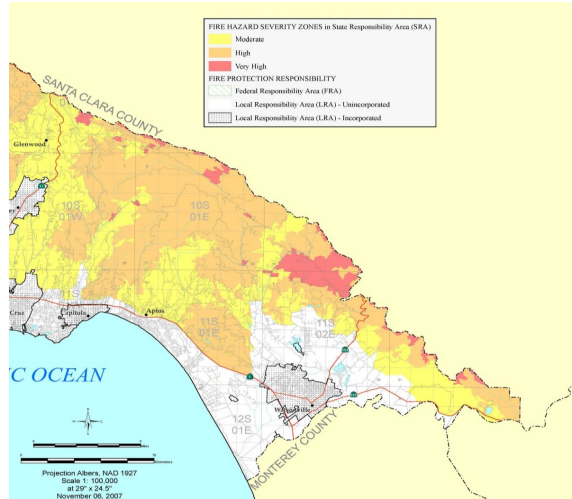 FIRE HAZARD SEVERITY ZONES in State Responsibility Area (SRA)
Moderate
High
Very High
FIRE PROTECTION RESPONSIBILITY
Federal Responsibility Area (FRA)
Local Responsibility Area (LRA) - Unincorporated
Local Responsibility Area (LRA) - Incorporated
SANTA CLARA COUNTY
Glenwood
10S
01W
10S
01E
11S
Cruz
Capitola
Aptos
11S
01E
11S
02E
C OCEAN
12S
01E
MONTEREY COUNTY
Projection Albers, NAD 1927
Scale 1: 100,000
at 29" x 24.5"
November 06, 2007